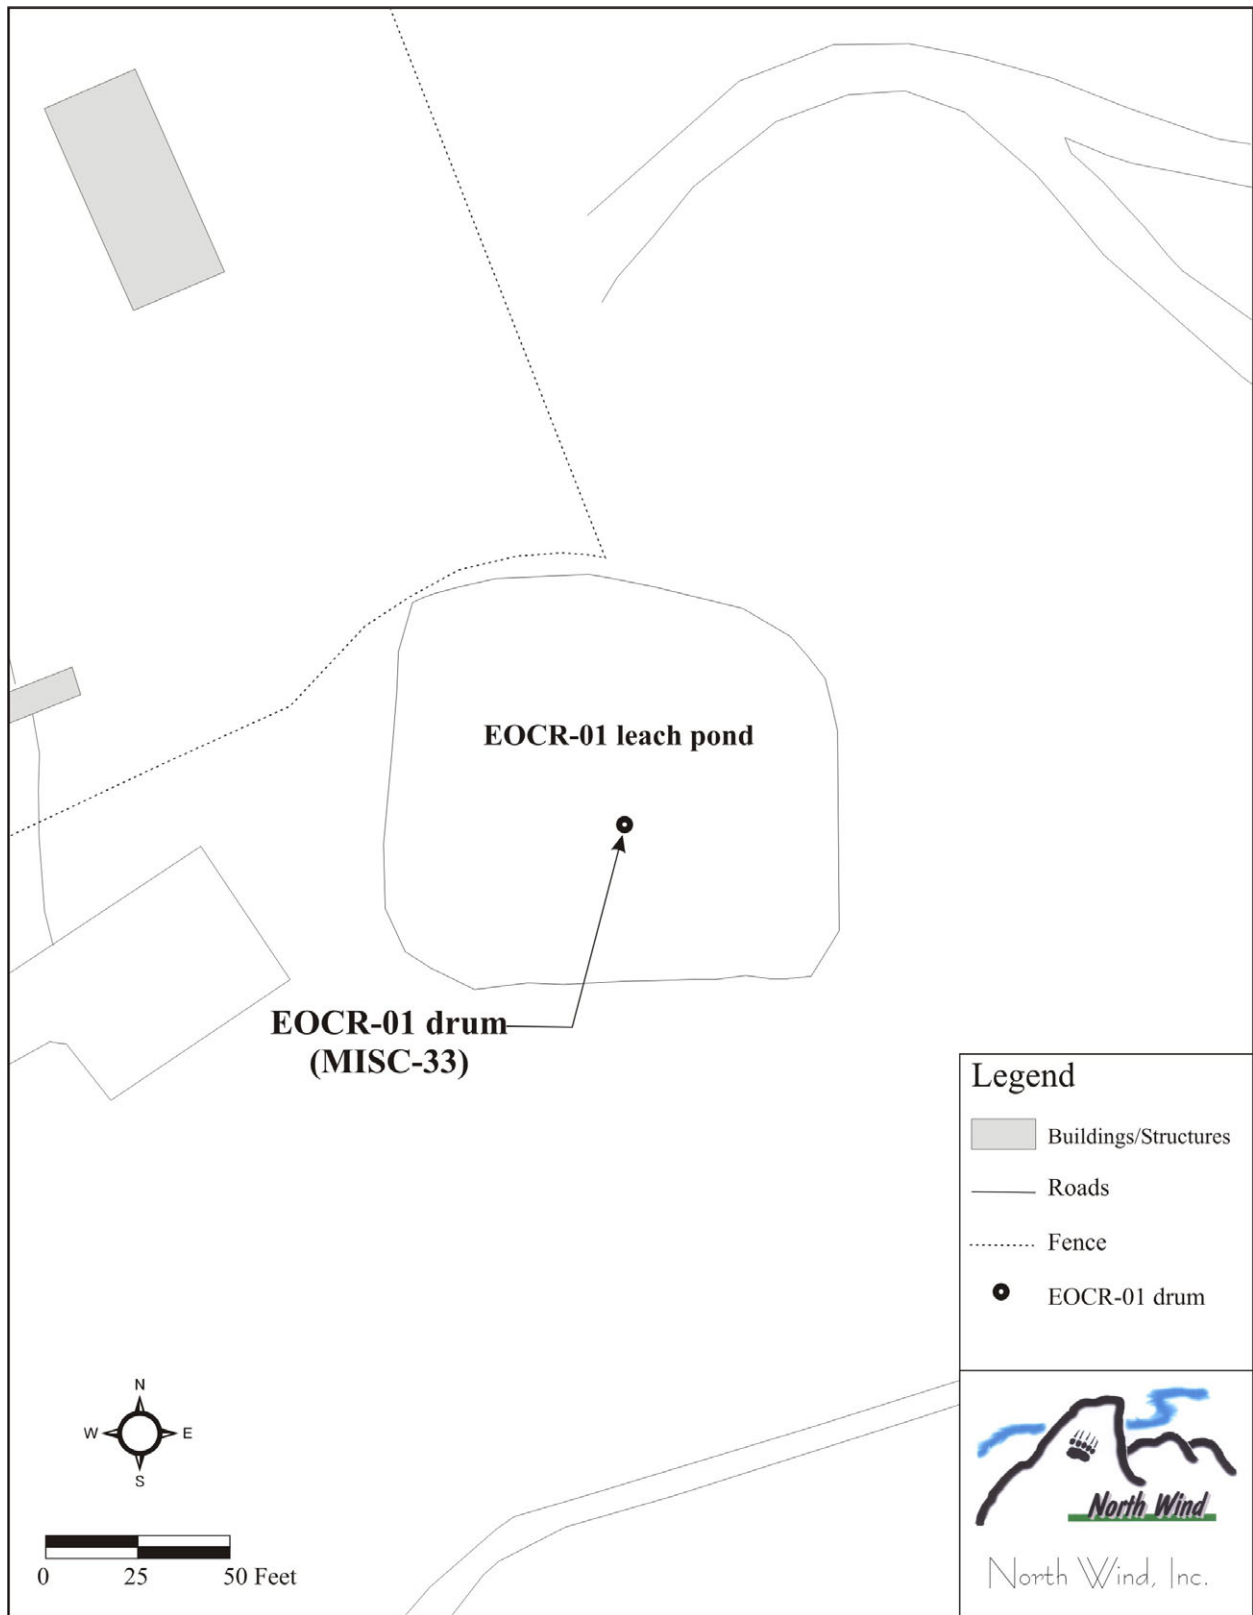 EOCR-01 leach pond
EOCR-01 drum
(MISC-33)
Legend
Buildings/Structures
Roads
Fence
EOCR-01 drum
N
W E
S
0 25 50 Feet
North Wind
North Wind, Inc.